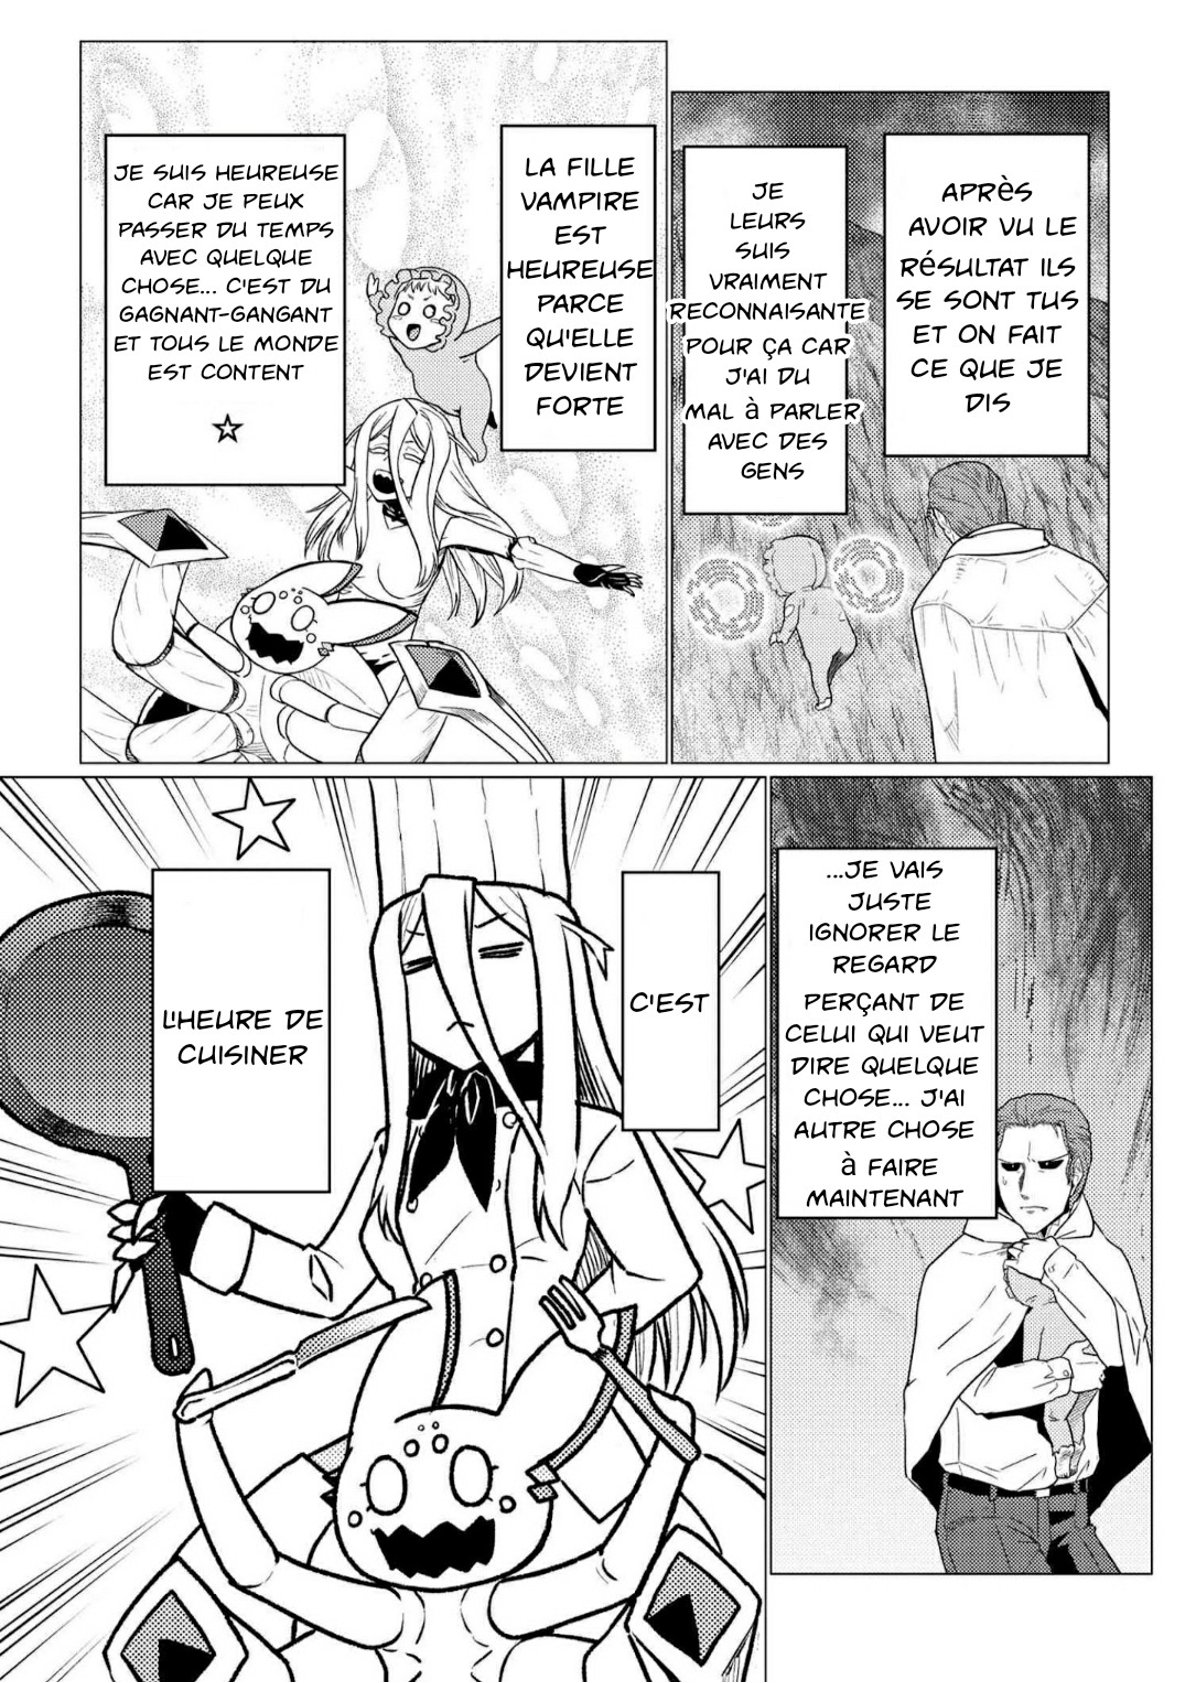 APRÈS
AVOIR VU LE
RÉSULTAT ILS
SE SONT TUS
ET ON FAIT
CE QUE JE
DIS
JE
LEURS
SUIS
VRAIMENT
RECONNAISANTE
POUR ÇA CAR
J'AI DU
MAL à PARLER
AVEC DES
GENS
LA FILLE
VAMPIRE
EST
HEUREUSE
PARCE
QU'ELLE
DEVIENT
FORTE
JE SUIS HEUREUSE
CAR JE PEUX
PASSER DU TEMPS
AVEC QUELQUE
CHOSE... C'EST DU
GAGNANT-GANGANT
ET TOUS LE MONDE
EST CONTENT
☆
...JE VAIS
JUSTE
IGNORER LE
REGARD
PERÇANT DE
CELUI QUI VEUT
DIRE QUELQUE
CHOSE... J'AI
AUTRE CHOSE
à FAIRE
MAINTENANT
C'EST
L'HEURE DE
CUISINER